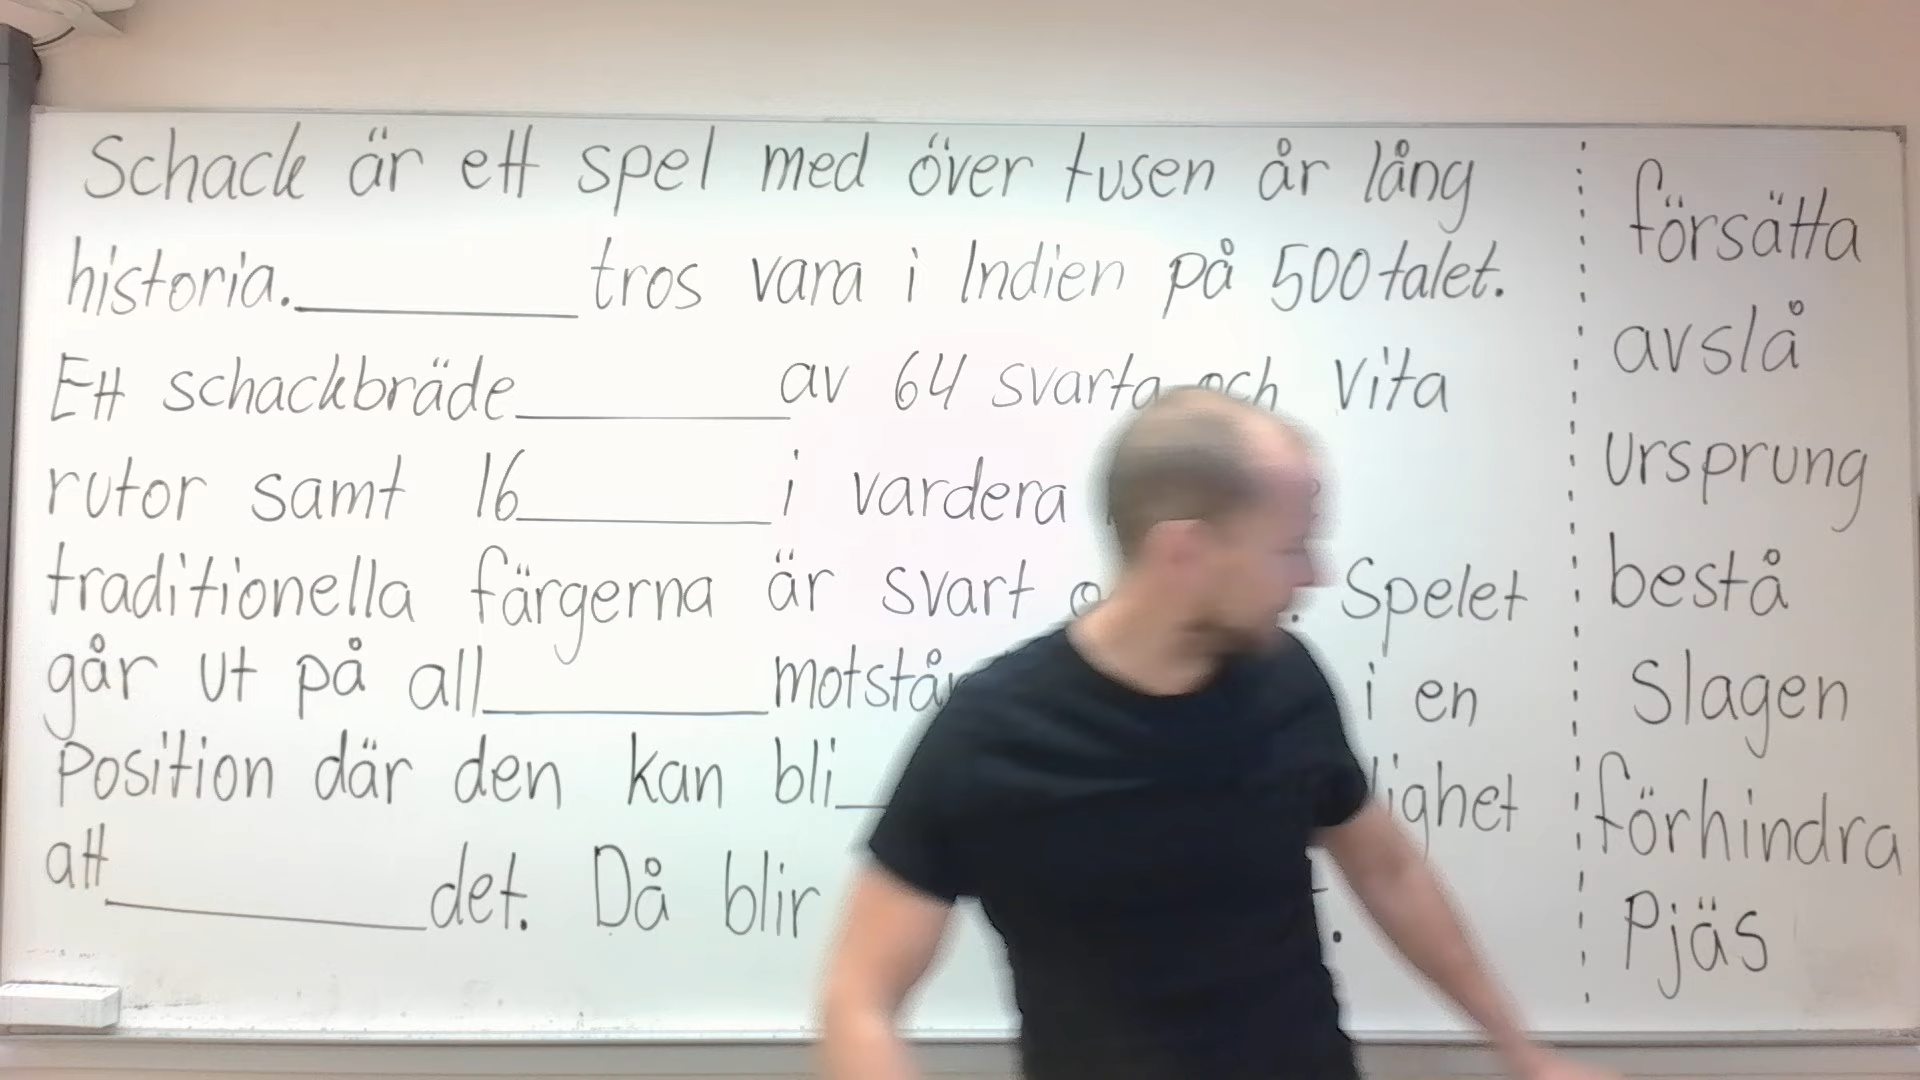 Schack är ett spel med över tusen år lång
historia. ________ tros vara i Indien på 500 talet.
Ett schackbräde ________ av 64 svarta och Vita
rutor samt 16 ________ i vardera
traditionella färgerna är svart Spelet
går ut på all ________ i en
Position där den kan bli ________
att ________ det. Då blir
försätta
avslå
ursprung
bestå
Slagen
förhindra
Pjäs